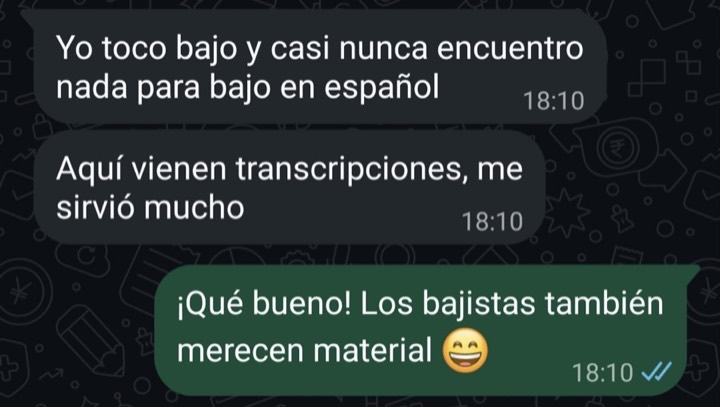 Yo toco bajo y casi nunca encuentro
nada para bajo en español
18:10
Aquí vienen transcripciones, me
sirvió mucho
18:10
¡Qué bueno! Los bajistas también
merecen material 😄
18:10